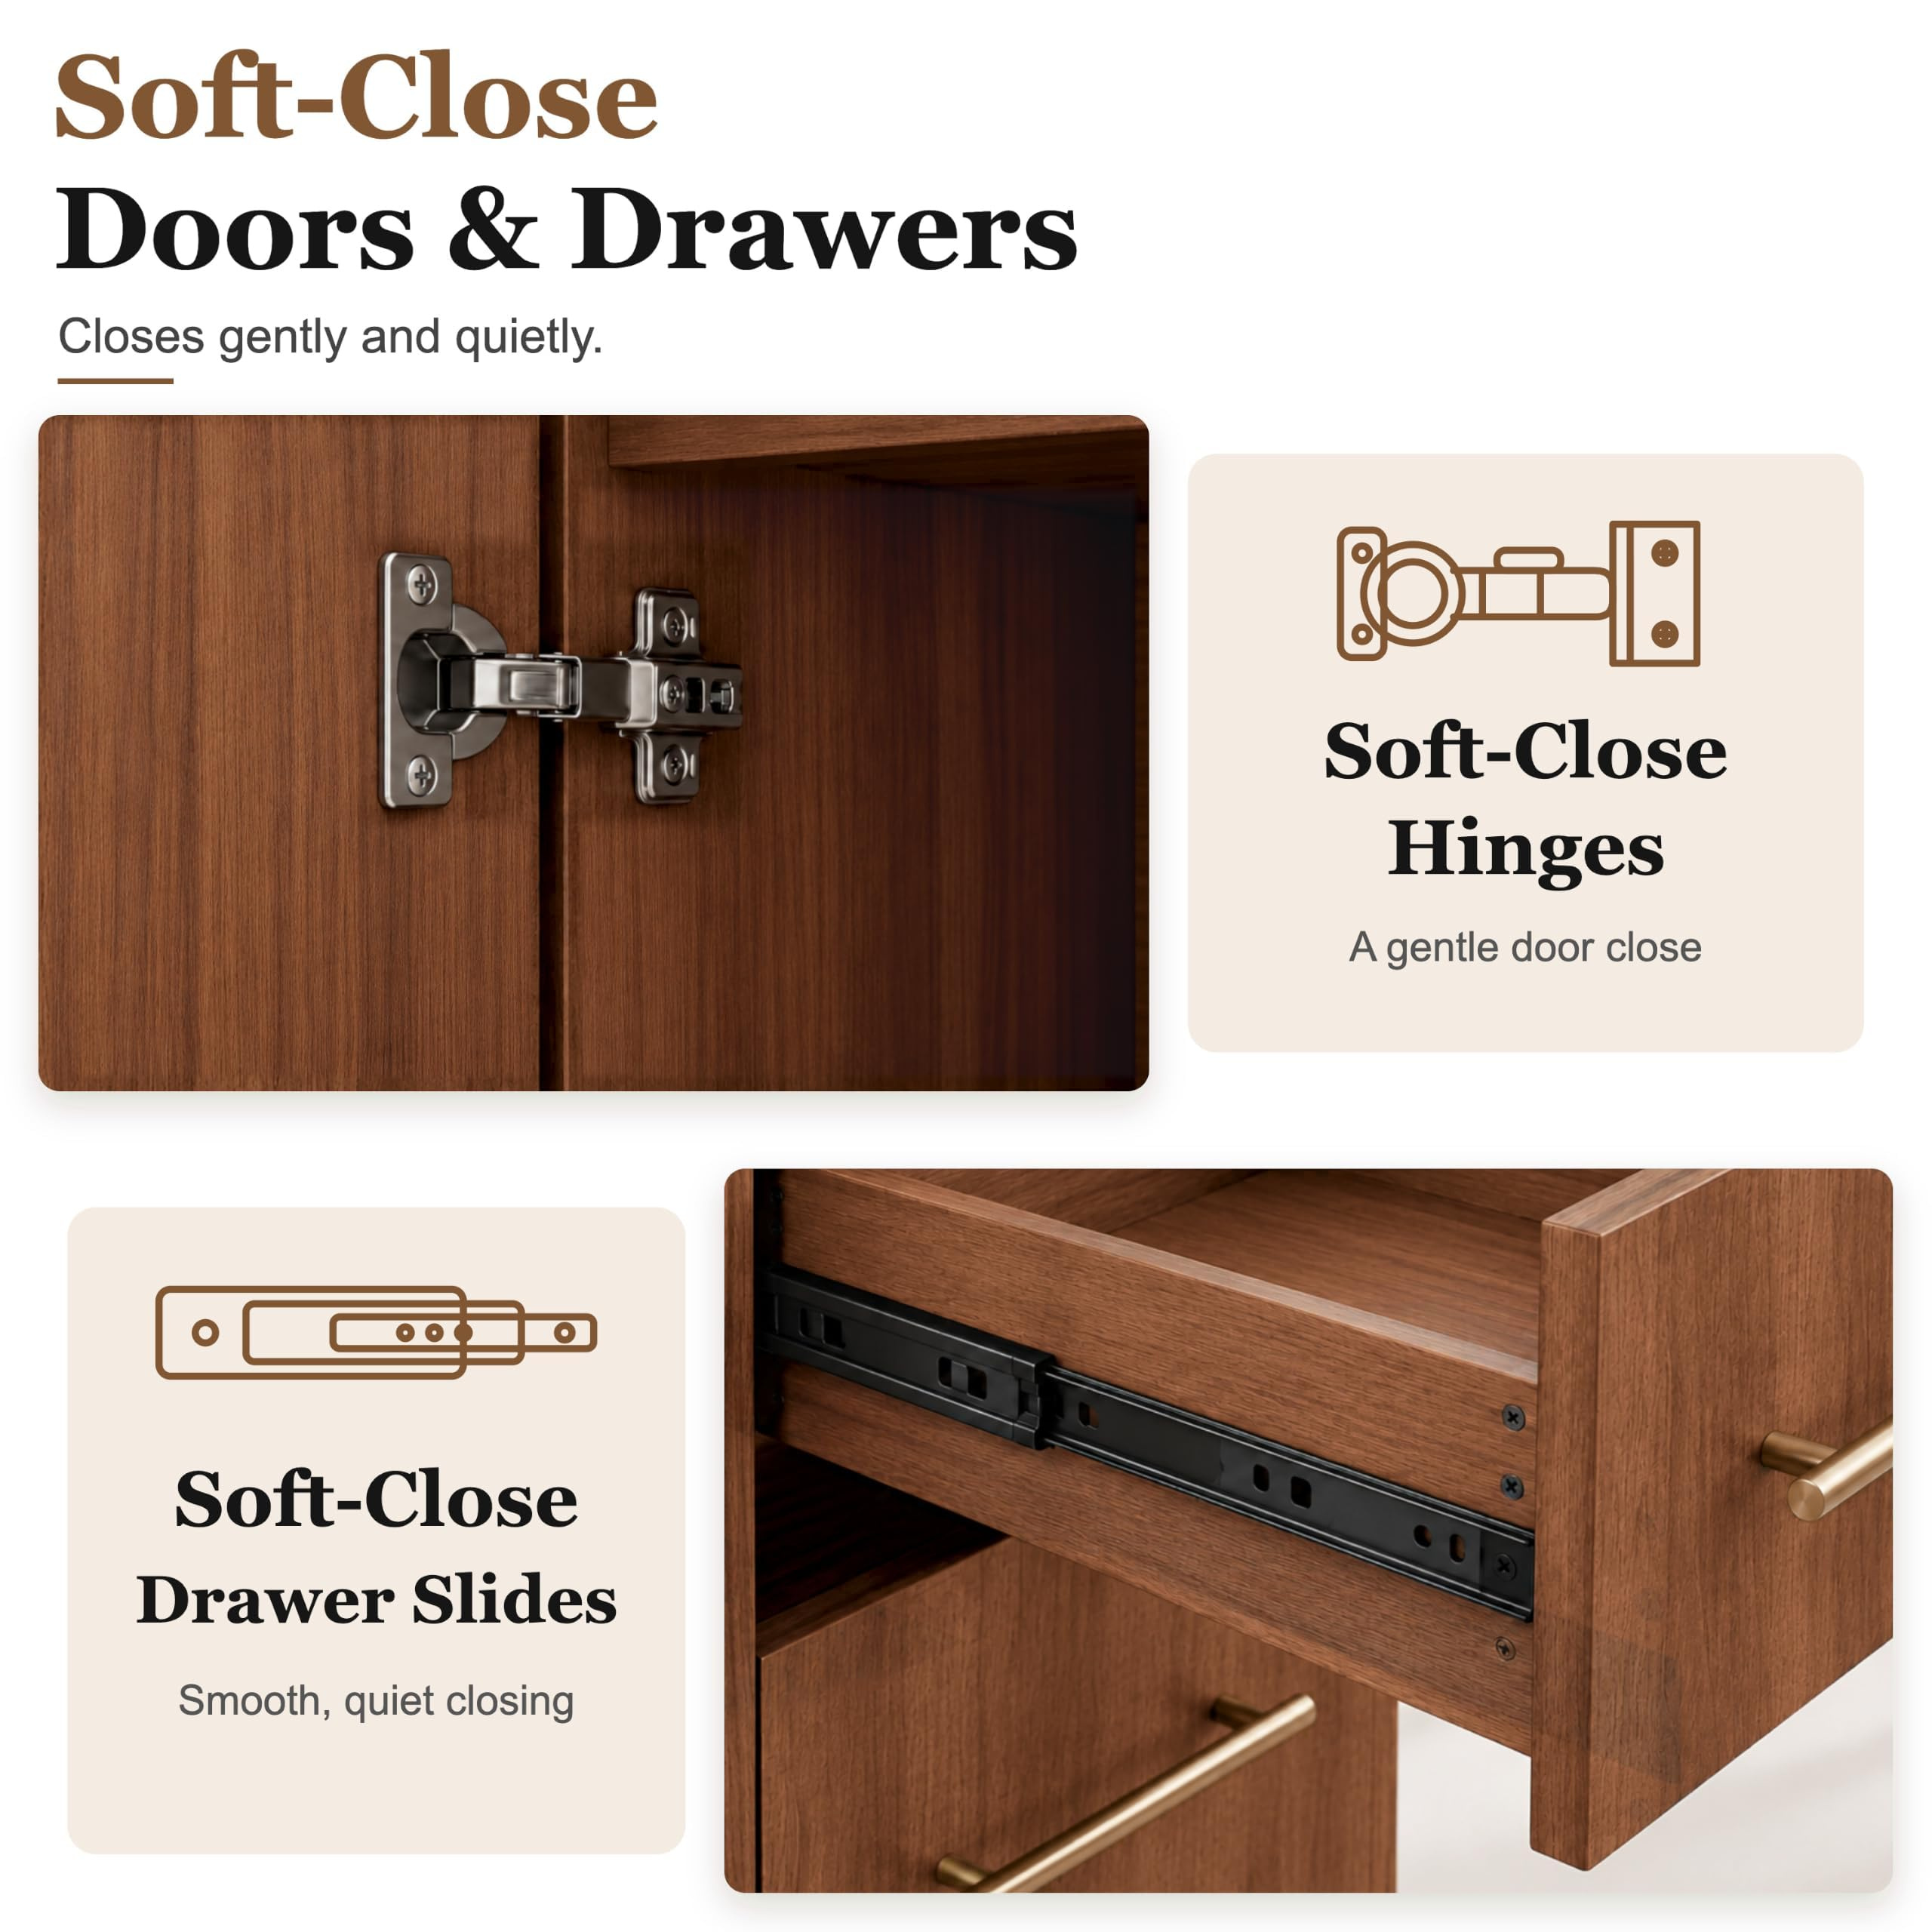 Soft-Close
Doors & Drawers
Closes gently and quietly.
Soft-Close
Hinges
A gentle door close
Soft-Close
Drawer Slides
Smooth, quiet closing